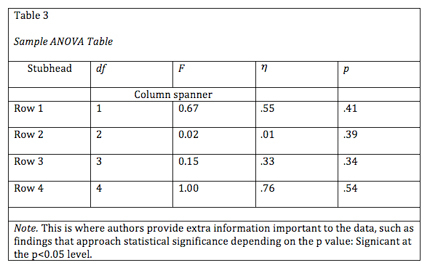 Table 3
Sample ANOVA Table
Stubhead df F η p
Column spanner
Row 1 1 0.67 .55 .41
Row 2 2 0.02 .01 .39
Row 3 3 0.15 .33 .34
Row 4 4 1.00 .76 .54
Note. This is where authors provide extra information important to the data, such as
findings that approach statistical significance depending on the p value: Signicant at
the p<0.05 level.